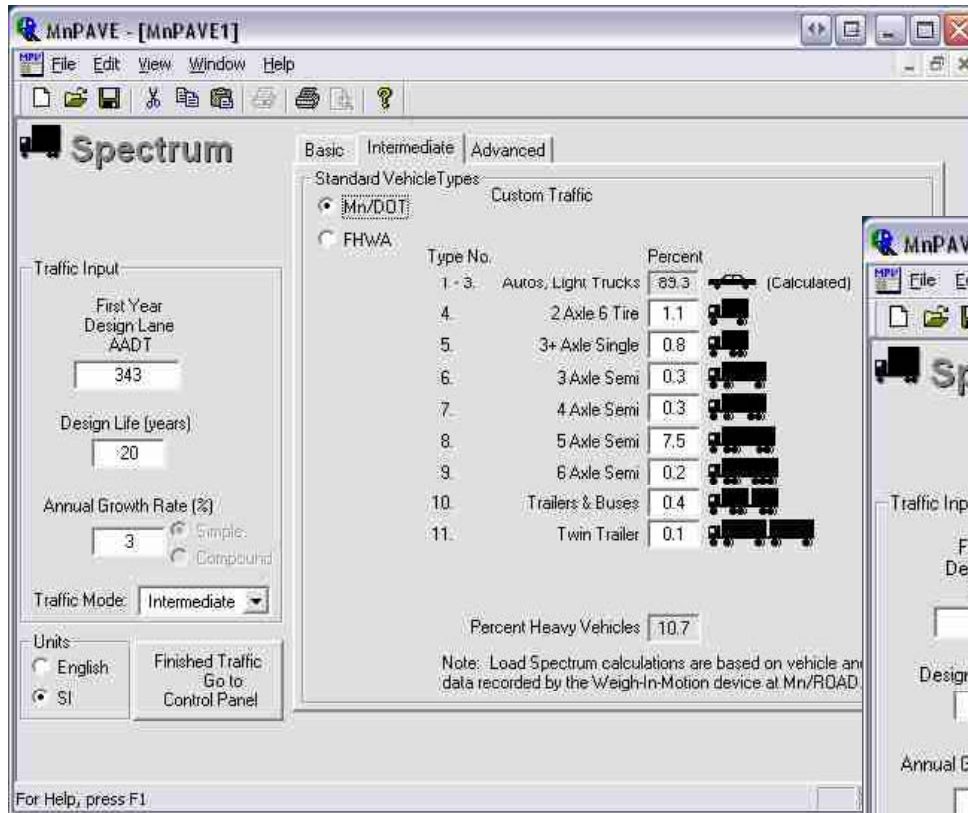 MnPAVE - [MnPAVE1]
File Edit View Window Help
Spectrum
Basic Intermediate Advanced
Standard VehicleTypes
Mn/DOT
Custom Traffic
FHWA
Type No. Percent
1 - 3. Autos, Light Trucks 89.3 (Calculated)
4. 2 Axle 6 Tire 1.1
5. 3+ Axle Single 0.8
6. 3 Axle Semi 0.3
7. 4 Axle Semi 0.3
8. 5 Axle Semi 7.5
9. 6 Axle Semi 0.2
10. Trailers & Buses 0.4
11. Twin Trailer 0.1
Percent Heavy Vehicles 10.7
Note: Load Spectrum calculations are based on vehicle and
data recorded by the Weigh-In-Motion device at Mn/ROAD.
Traffic Input
First Year
Design Lane
AADT
343
Design Life (years)
20
Annual Growth Rate (%)
3
Simple
Compound
Traffic Mode: Intermediate
Units
English
SI
Finished Traffic
Go to
Control Panel
For Help, press F1
MnPAV
File E
Sp
Traffic Inp
F
De
Design
Annual G